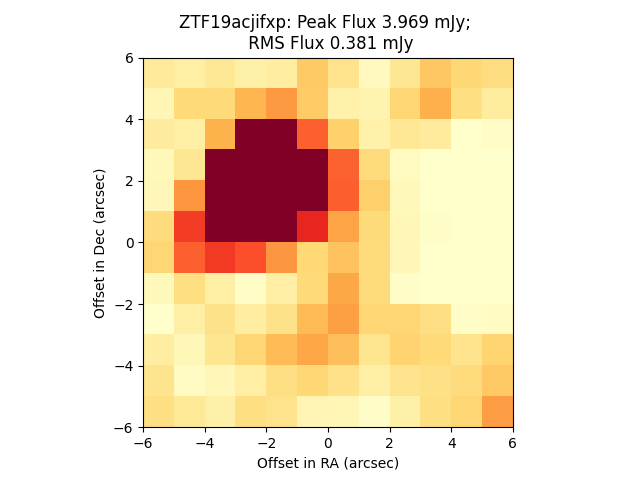 ZTF19acjifxp: Peak Flux 3.969 mJy;
RMS Flux 0.381 mJy
6
4
2
0
−2
−4
−6
Offset in Dec (arcsec)
−6 −4 −2 0 2 4 6
Offset in RA (arcsec)